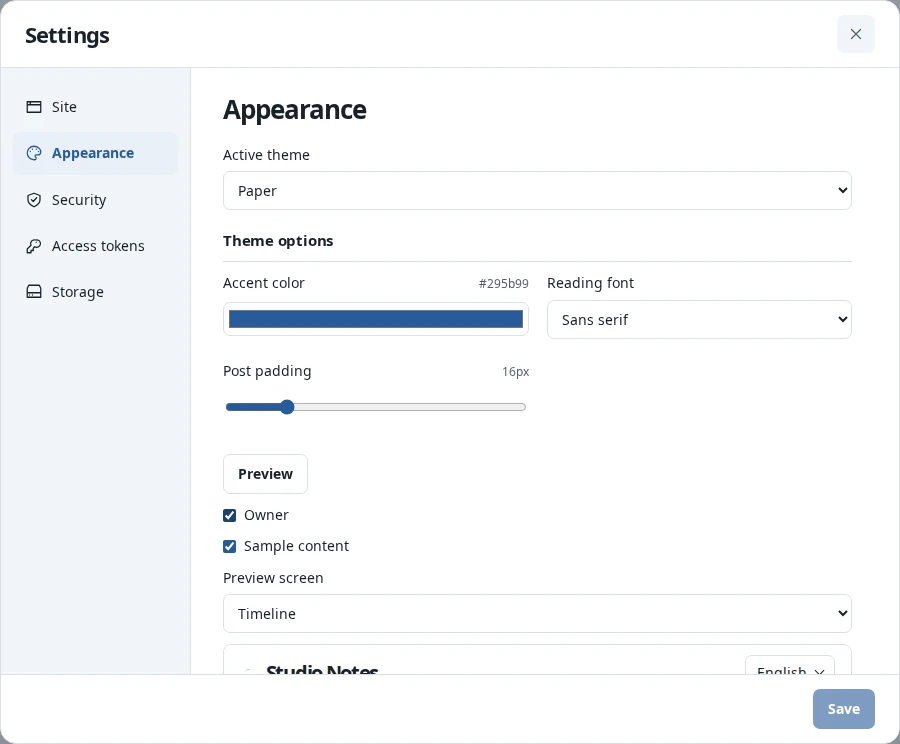 Settings
Site
Appearance
Security
Access tokens
Storage
Appearance
Active theme
Paper
Theme options
Accent color
#295b99
Reading font
Sans serif
Post padding
16px
Preview
Owner
Sample content
Preview screen
Timeline
Studio Notes
English
Save